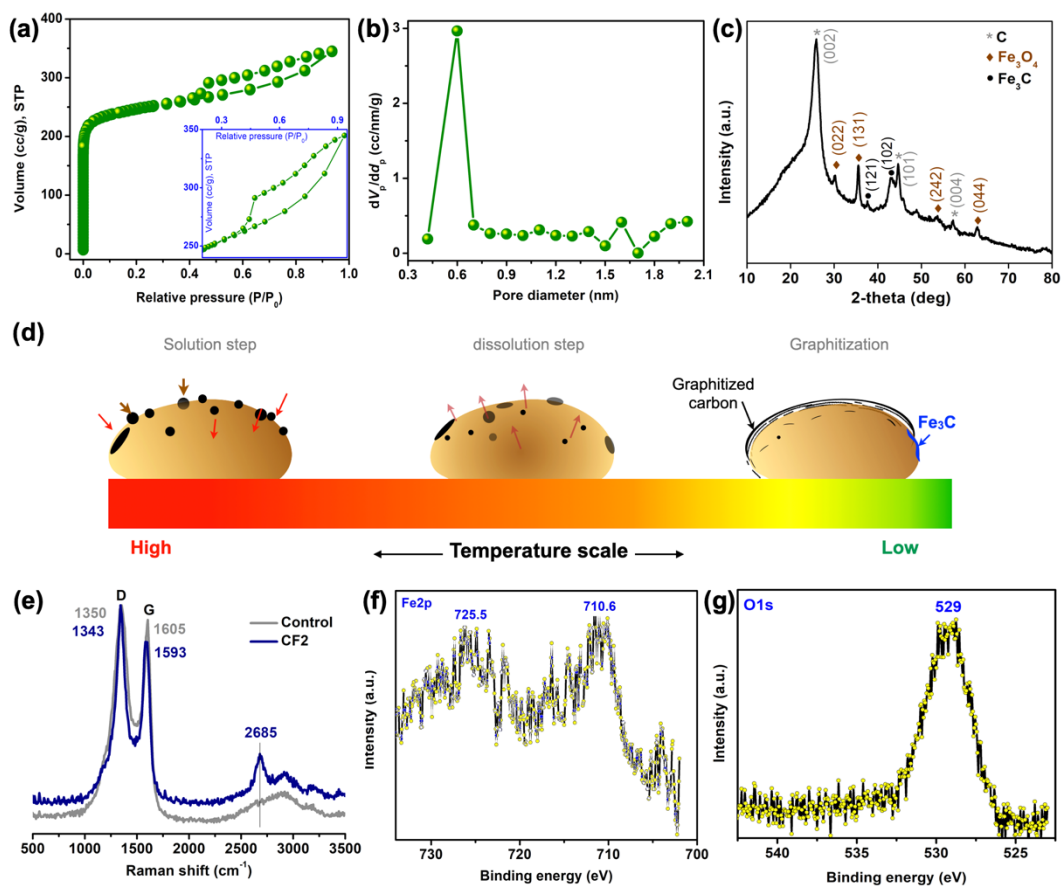 (a)
400
300
200
100
0
Volume (cc/g), STP
0.0 0.2 0.4 0.6 0.8 1.0
Relative pressure (P/P0)
0.3 0.6 0.9
Relative pressure (P/P0)
350
300
250
Volume (cc/g), STP
(b)
3
2
1
0
dVp/ddp (cc/nm/g)
0.3 0.6 0.9 1.2 1.5 1.8 2.1
Pore diameter (nm)
(c)
* C
♦ Fe3O4
• Fe3C
* (002)
(022)
(131)
(121)
(102)
* (101)
(242)
* (004)
(044)
Intensity (a.u.)
10 20 30 40 50 60 70 80
2-theta (deg)
(d)
Solution step
dissolution step
Graphitization
Graphitized
carbon
Fe3C
High
Temperature scale
Low
(e)
D
G
1350
1343
1605
1593
Control
CF2
2685
500 1000 1500 2000 2500 3000 3500
Raman shift (cm-1)
(f)
Fe2p
725.5
710.6
Intensity (a.u.)
730 720 710 700
Binding energy (eV)
(g)
O1s
529
Intensity (a.u.)
540 535 530 525
Binding energy (eV)